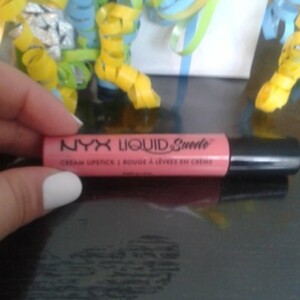 NYX LIQUID Suede
CREAM LIPSTICK | ROUGE À LÈVRES EN CRÈME